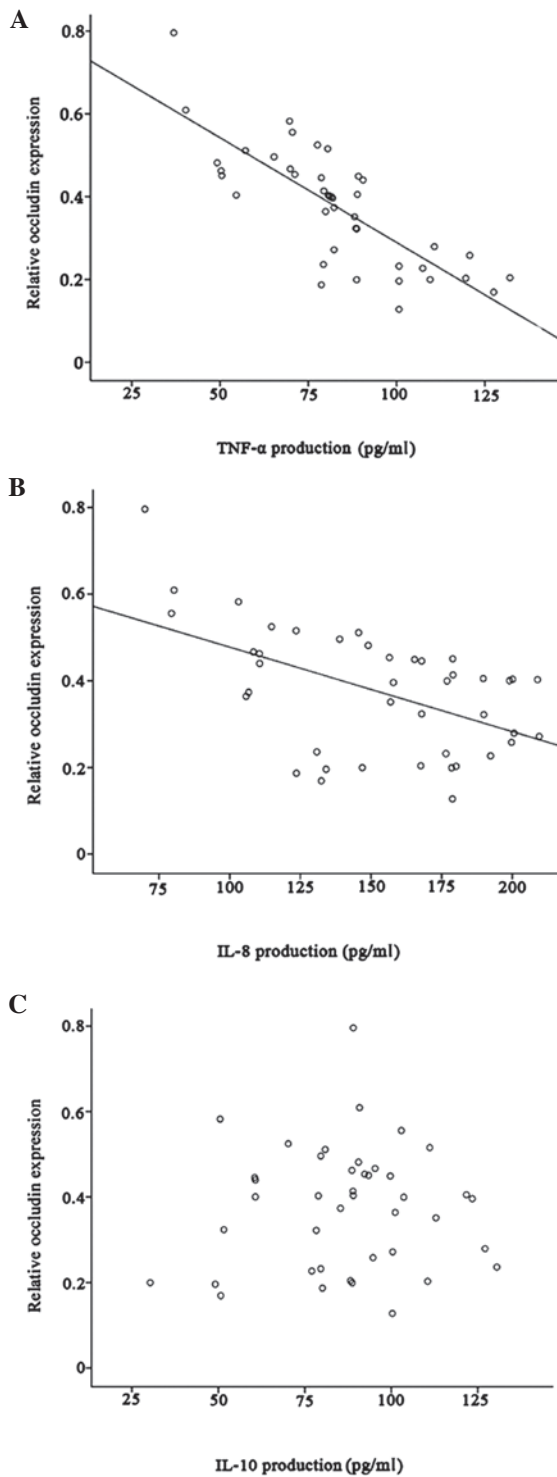 A
0.8
0.6
0.4
0.2
0
Relative occludin expression
25 50 75 100 125
TNF-α production (pg/ml)
B
0.8
0.6
0.4
0.2
0
Relative occludin expression
75 100 125 150 175 200
IL-8 production (pg/ml)
C
0.8
0.6
0.4
0.2
0
Relative occludin expression
25 50 75 100 125
IL-10 production (pg/ml)